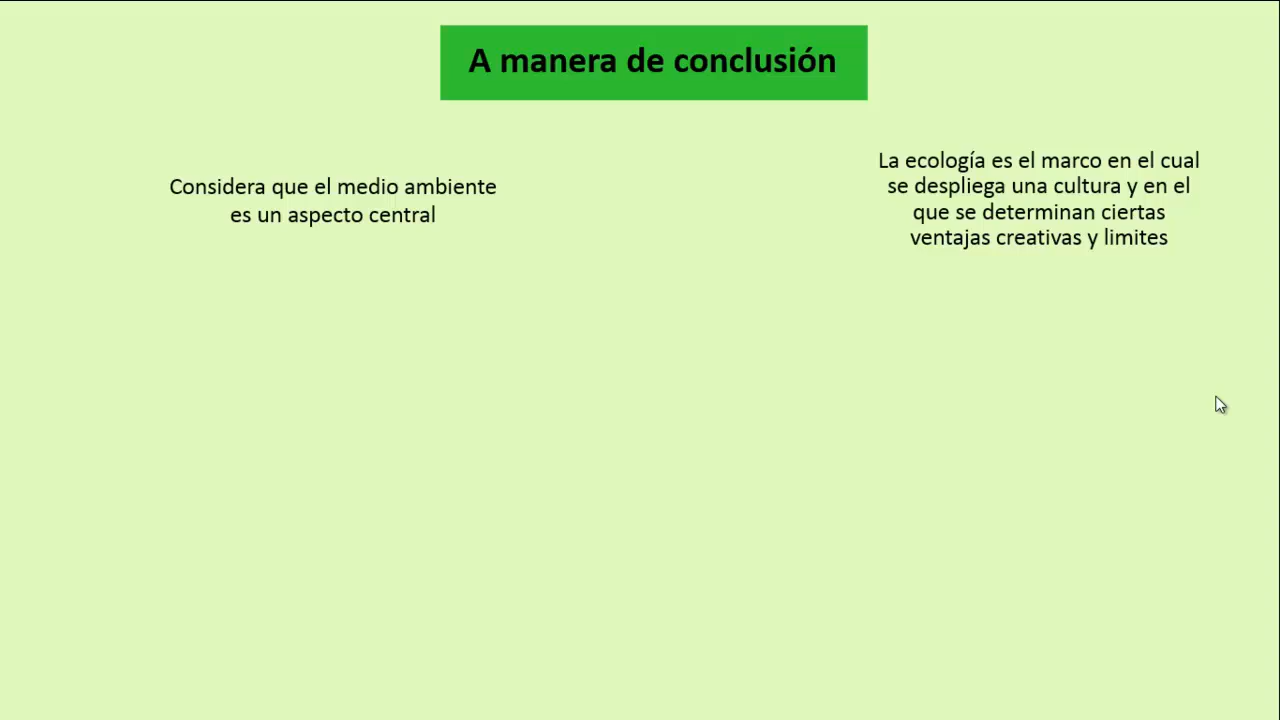 A manera de conclusión
Considera que el medio ambiente
es un aspecto central
La ecología es el marco en el cual
se despliega una cultura y en el
que se determinan ciertas
ventajas creativas y limites